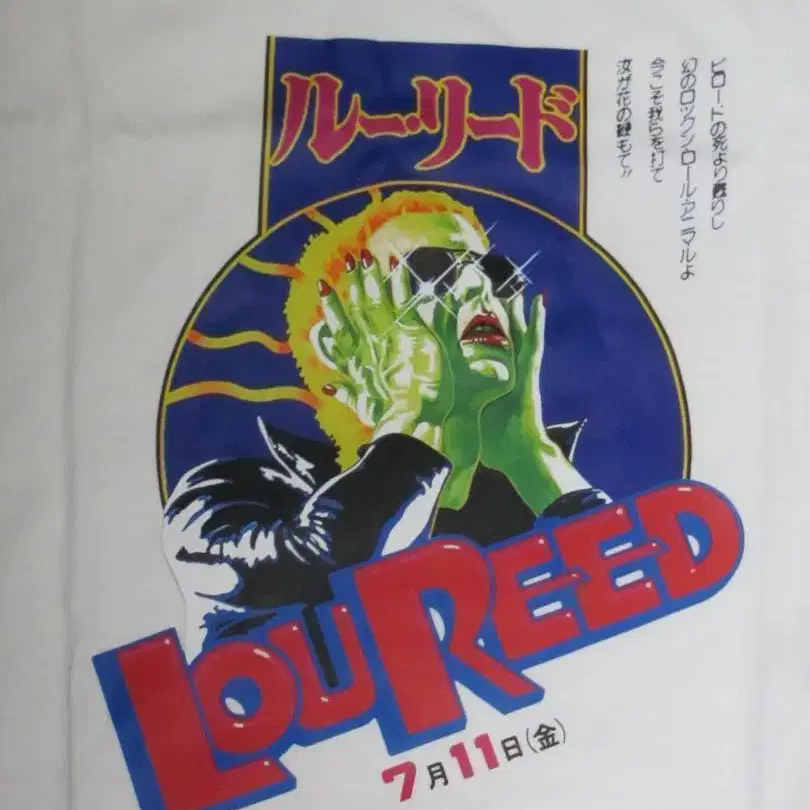 ルー・リード
ビロードの死より甦りし
幻のロックンロール・アニマルよ
今こそ我らを打て
汝が花の鞭もて!!
LOU REED
7月11日(金)